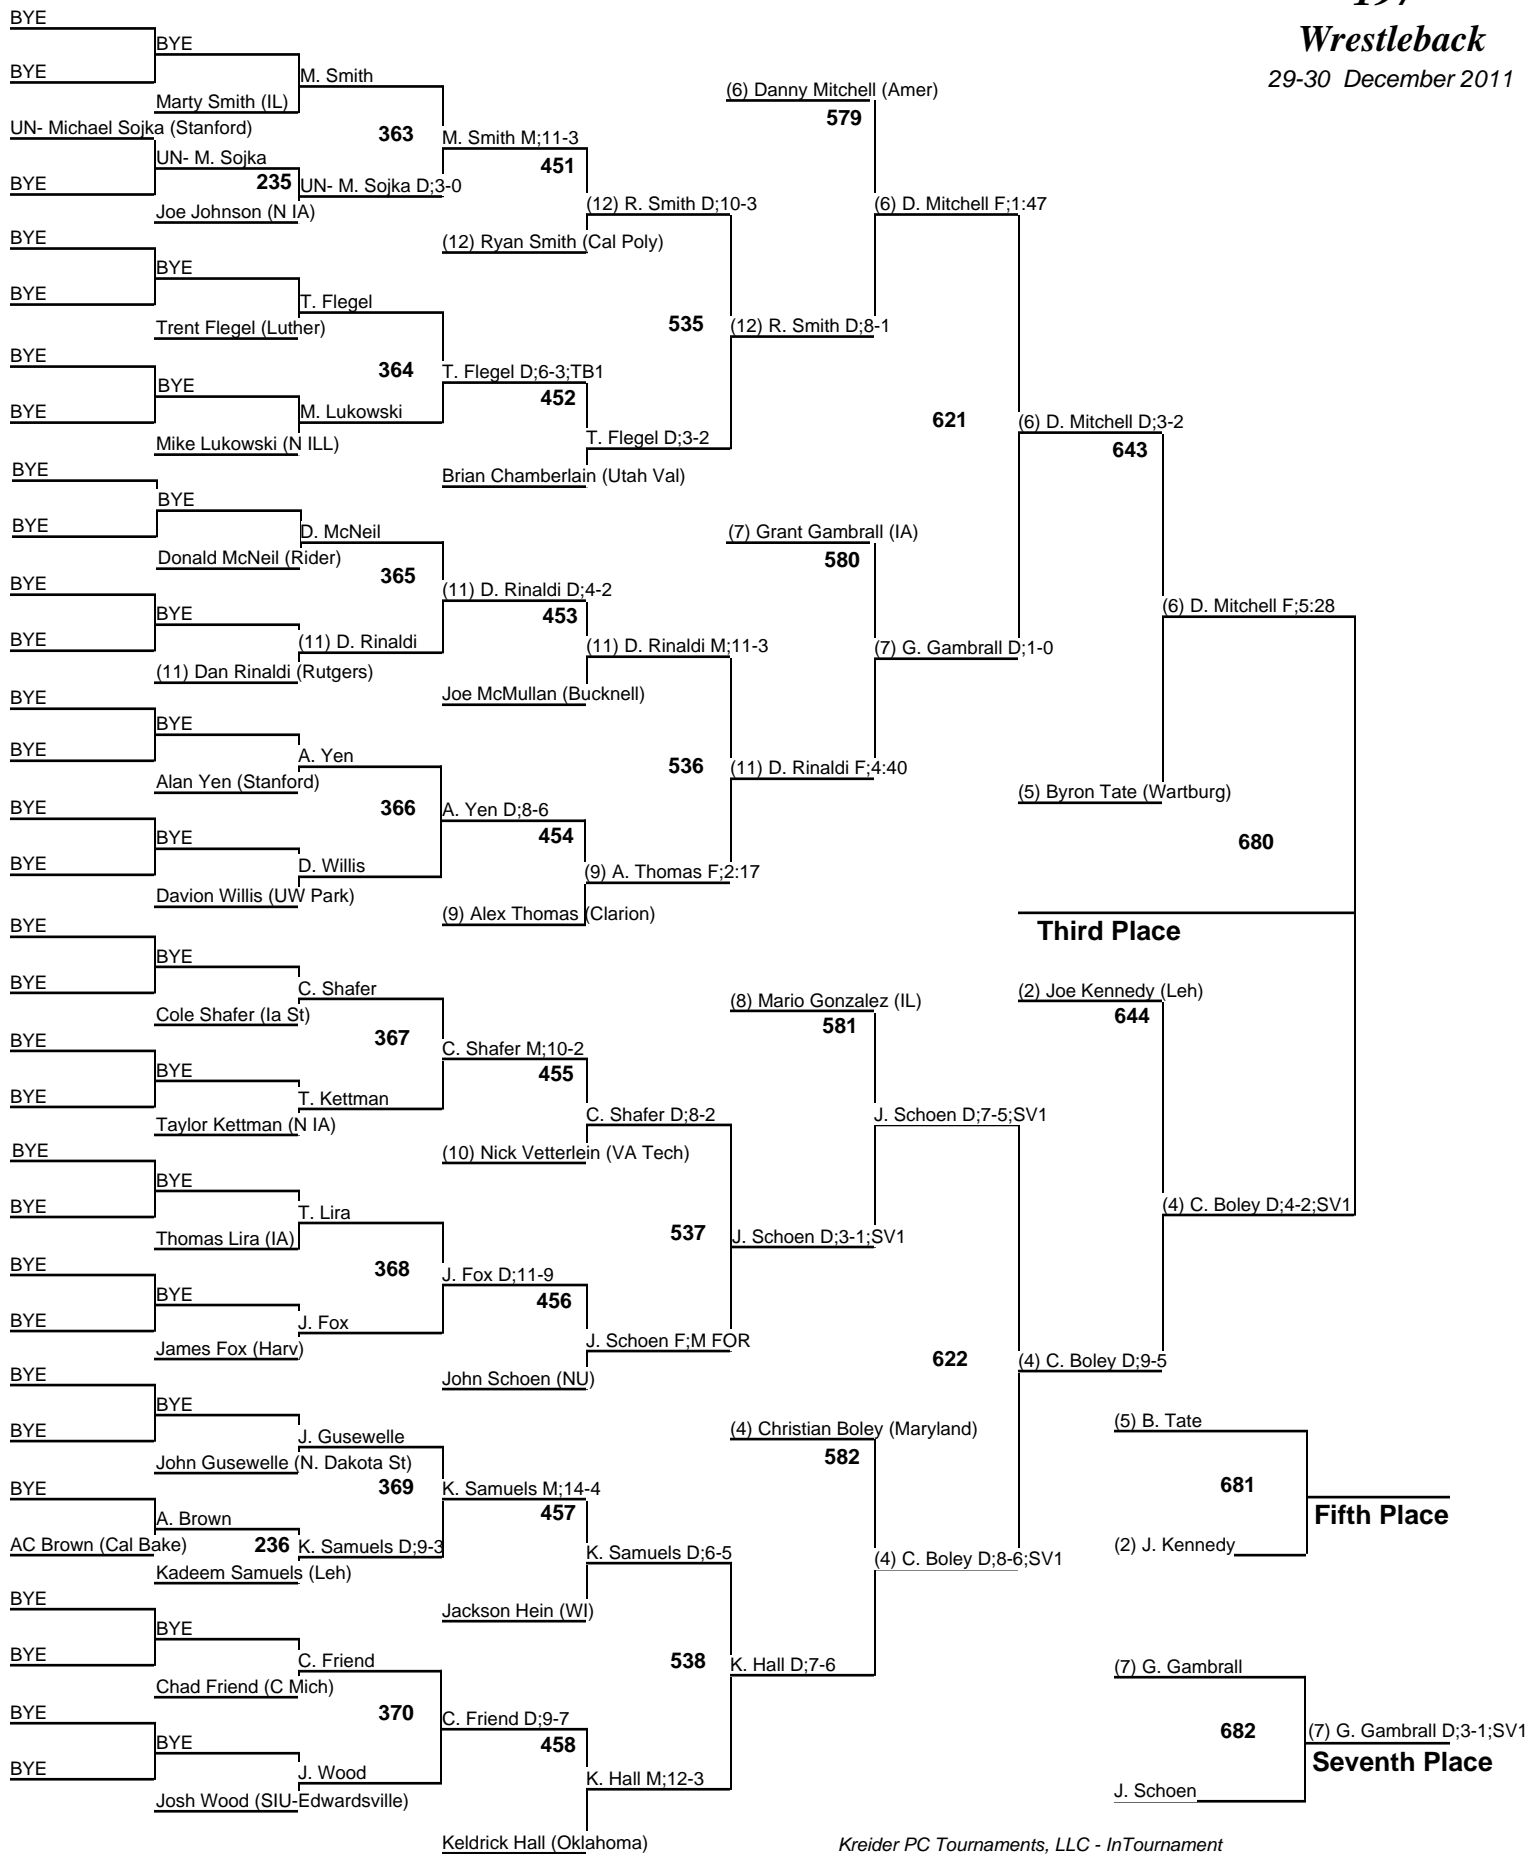 197
Wrestleback
29-30 December 2011
BYE
BYE
BYE
M. Smith
Marty Smith (IL)
UN- Michael Sojka (Stanford)
363
M. Smith M;11-3
UN- M. Sojka
BYE
235
UN- M. Sojka D;3-0
Joe Johnson (N IA)
451
(12) R. Smith D;10-3
(12) Ryan Smith (Cal Poly)
(6) Danny Mitchell (Amer)
579
(6) D. Mitchell F;1:47
BYE
BYE
BYE
T. Flegel
Trent Flegel (Luther)
535
(12) R. Smith D;8-1
BYE
364
T. Flegel D;6-3;TB1
BYE
452
BYE
M. Lukowski
Mike Lukowski (N ILL)
T. Flegel D;3-2
Brian Chamberlain (Utah Val)
621
(6) D. Mitchell D;3-2
643
BYE
BYE
BYE
D. McNeil
Donald McNeil (Rider)
(7) Grant Gambrall (IA)
580
365
(11) D. Rinaldi D;4-2
BYE
453
BYE
BYE
(11) D. Rinaldi
(11) Dan Rinaldi (Rutgers)
(11) D. Rinaldi M;11-3
Joe McMullan (Bucknell)
(7) G. Gambrall D;1-0
(6) D. Mitchell F;5:28
BYE
BYE
BYE
A. Yen
Alan Yen (Stanford)
536
(11) D. Rinaldi F;4:40
(5) Byron Tate (Wartburg)
BYE
366
A. Yen D;8-6
BYE
454
680
BYE
D. Willis
Davion Willis (UW Park)
(9) A. Thomas F;2:17
(9) Alex Thomas (Clarion)
Third Place
BYE
BYE
BYE
C. Shafer
Cole Shafer (Ia St)
(8) Mario Gonzalez (IL)
581
(2) Joe Kennedy (Leh)
644
BYE
367
C. Shafer M;10-2
BYE
455
BYE
T. Kettman
Taylor Kettman (N IA)
C. Shafer D;8-2
(10) Nick Vetterlein (VA Tech)
J. Schoen D;7-5;SV1
BYE
BYE
BYE
T. Lira
Thomas Lira (IA)
537
J. Schoen D;3-1;SV1
(4) C. Boley D;4-2;SV1
BYE
368
J. Fox D;11-9
BYE
456
BYE
J. Fox
James Fox (Harv)
J. Schoen F;M FOR
John Schoen (NU)
622
(4) C. Boley D;9-5
BYE
BYE
BYE
J. Gusewelle
John Gusewelle (N. Dakota St)
(4) Christian Boley (Maryland)
582
(5) B. Tate
BYE
369
K. Samuels M;14-4
A. Brown
457
AC Brown (Cal Bake)
236
K. Samuels D;9-3
Kadeem Samuels (Leh)
K. Samuels D;6-5
Jackson Hein (WI)
(4) C. Boley D;8-6;SV1
681
Fifth Place
(2) J. Kennedy
BYE
BYE
BYE
C. Friend
Chad Friend (C Mich)
538
K. Hall D;7-6
(7) G. Gambrall
BYE
370
C. Friend D;9-7
BYE
458
BYE
J. Wood
Josh Wood (SIU-Edwardsville)
K. Hall M;12-3
Keldrick Hall (Oklahoma)
682
(7) G. Gambrall D;3-1;SV1
Seventh Place
J. Schoen
Kreider PC Tournaments, LLC - InTournament